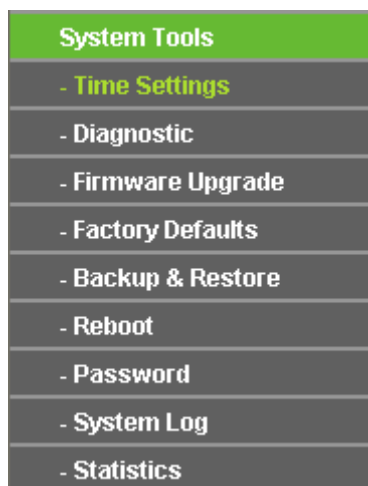 System Tools
- Time Settings
- Diagnostic
- Firmware Upgrade
- Factory Defaults
- Backup & Restore
- Reboot
- Password
- System Log
- Statistics